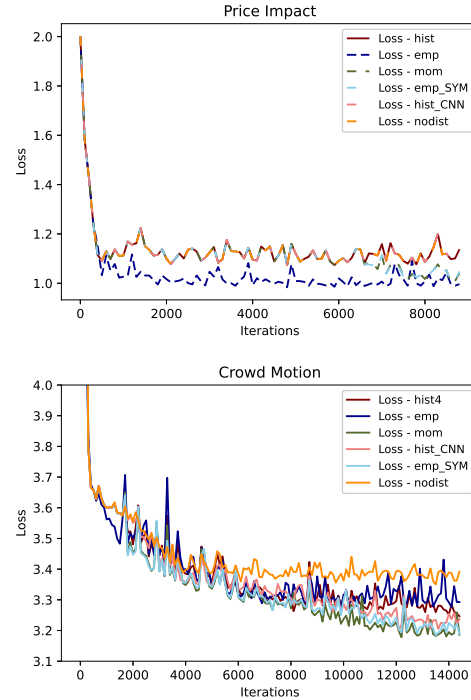 Price Impact
Loss - hist
Loss - emp
Loss - mom
Loss - emp_SYM
Loss - hist_CNN
Loss - nodist
2.0
1.8
1.6
1.4
1.2
1.0
Loss
0 2000 4000 6000 8000
Iterations
Crowd Motion
Loss - hist4
Loss - emp
Loss - mom
Loss - hist_CNN
Loss - emp_SYM
Loss - nodist
4.0
3.9
3.8
3.7
3.6
3.5
3.4
3.3
3.2
3.1
Loss
0 2000 4000 6000 8000 10000 12000 14000
Iterations